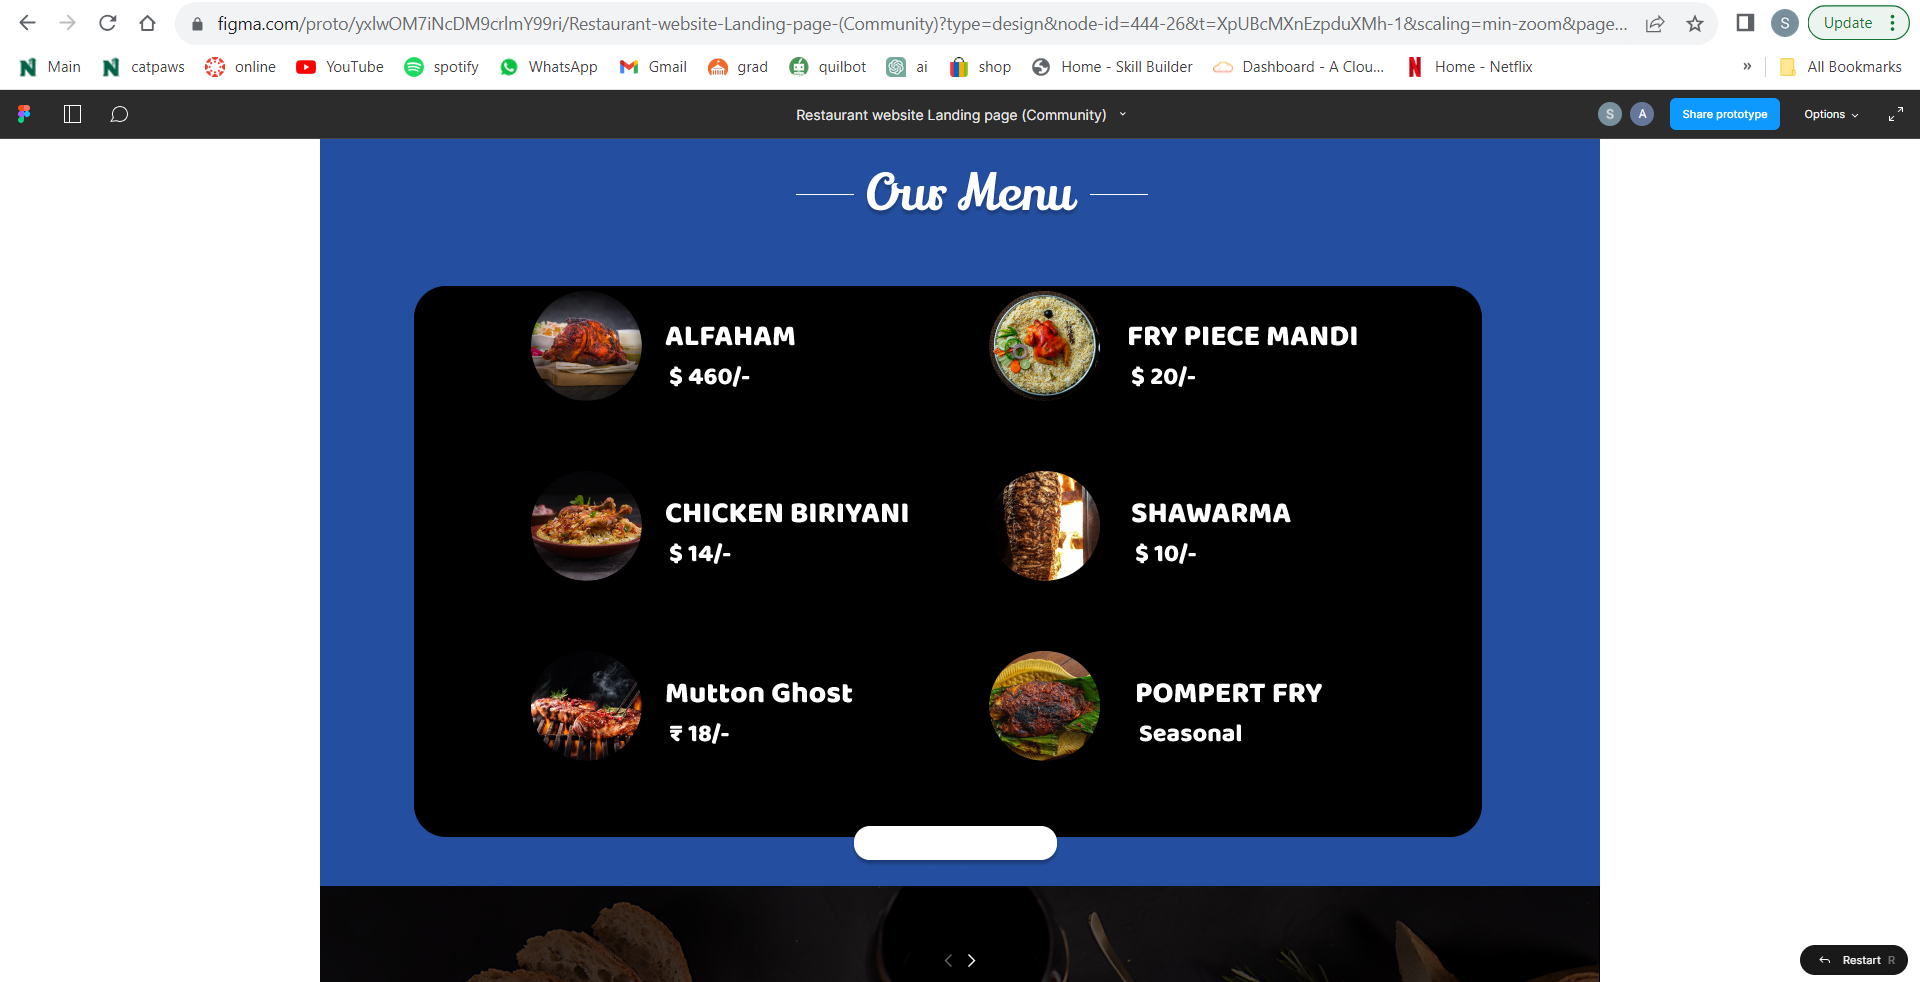 figma.com/proto/yxlwOM7iNcDM9crlmY99ri/Restaurant-website-Landing-page-(Community)?type=design&node-id=444-26&t=XpUBcMXnEzpduXMh-1&scaling=min-zoom&page...
S
Update
Main
catpaws
online
YouTube
spotify
WhatsApp
Gmail
grad
quilbot
ai
shop
Home - Skill Builder
Dashboard - A Clou...
Home - Netflix
»
All Bookmarks
Restaurant website Landing page (Community)
S
A
Share prototype
Options
Our Menu
ALFAHAM
$ 460/-
FRY PIECE MANDI
$ 20/-
CHICKEN BIRIYANI
$ 14/-
SHAWARMA
$ 10/-
Mutton Ghost
₹ 18/-
POMPERT FRY
Seasonal
Restart R